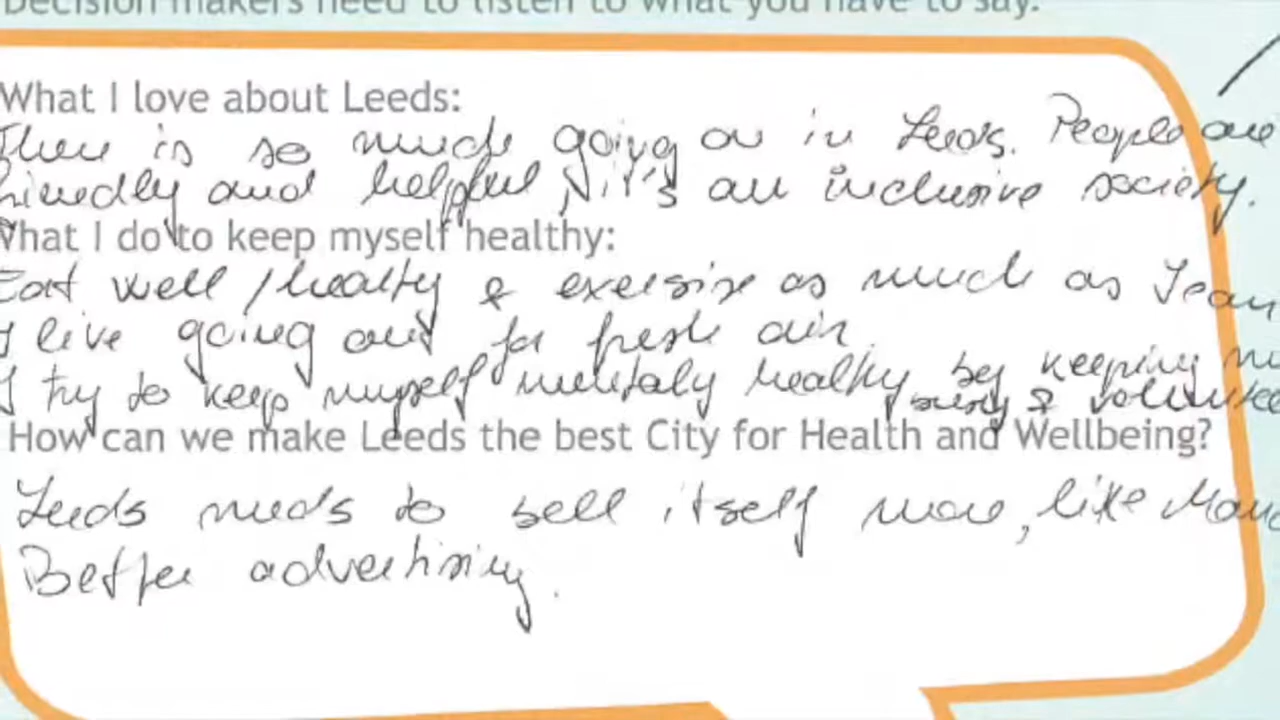 Decision makers need to listen to what you have to say.
What I love about Leeds:
There is so much going on in Leeds. People are
friendly and helpful, it's an inclusive society.
What I do to keep myself healthy:
Eat well / healthy & exersise as much as I can
I live going out for fresh air.
I try to keep myself mentaly healthy by keeping
busy &
How can we make Leeds the best City for Health and Wellbeing?
Leeds needs to sell itself more, like
Better advertising.